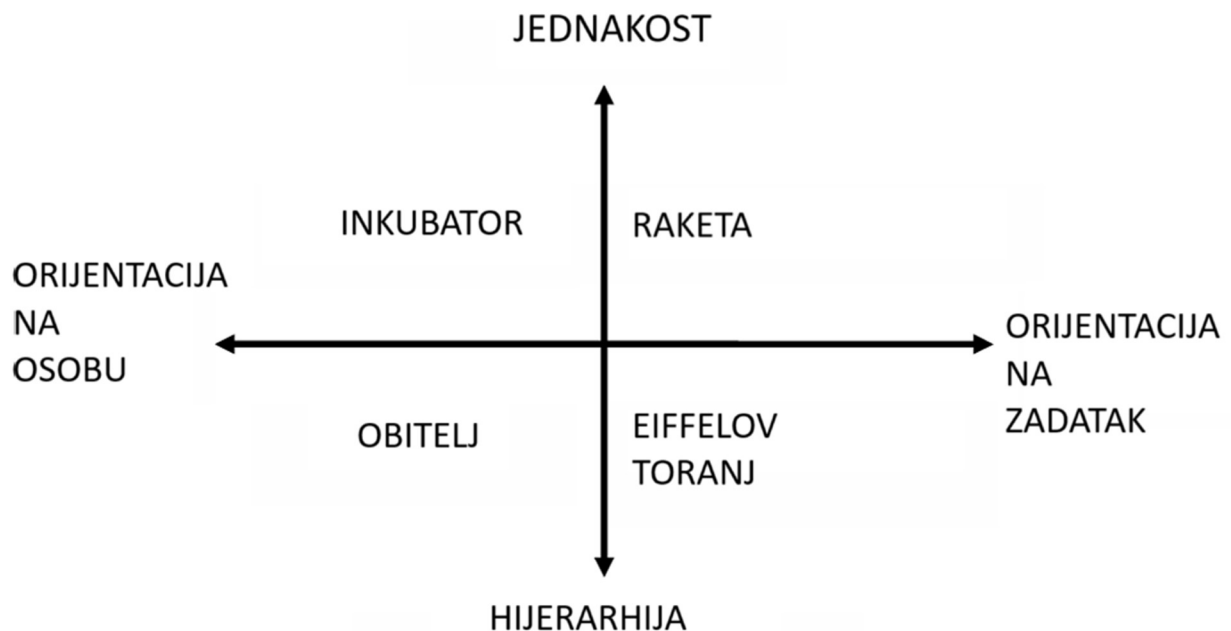 JEDNAKOST
INKUBATOR
RAKETA
ORIJENTACIJA
NA
OSOBU
ORIJENTACIJA
NA
ZADATAK
OBITELJ
EIFFELOV
TORANJ
HIJERARHIJA